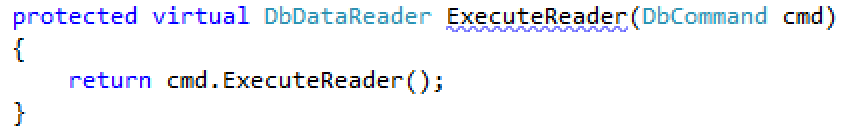 protected virtual DbDataReader ExecuteReader(DbCommand cmd)
{
    return cmd.ExecuteReader();
}